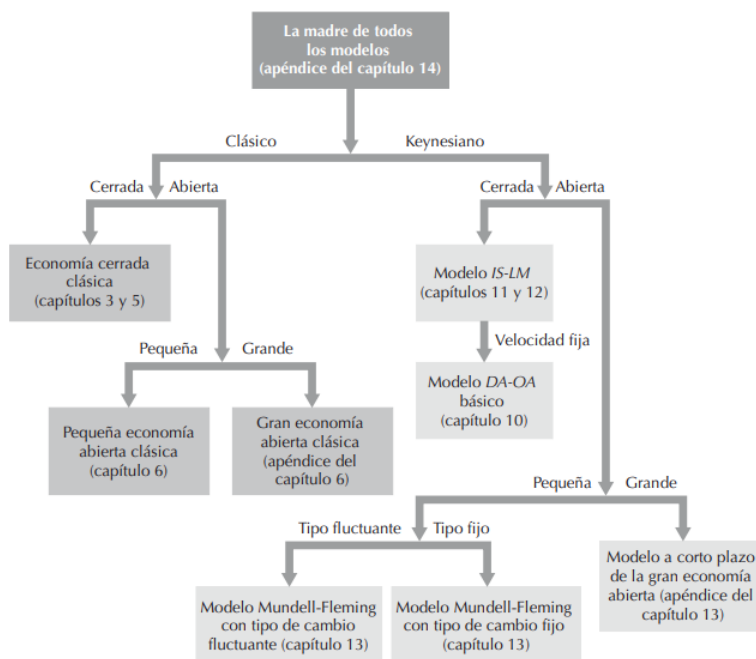 La madre de todos
los modelos
(apéndice del capítulo 14)
Clásico
Keynesiano
Cerrada
Abierta
Cerrada
Abierta
Economía cerrada
clásica
(capítulos 3 y 5)
Modelo IS-LM
(capítulos 11 y 12)
Velocidad fija
Pequeña
Grande
Modelo DA-OA
básico
(capítulo 10)
Pequeña economía
abierta clásica
(capítulo 6)
Gran economía
abierta clásica
(apéndice del
capítulo 6)
Pequeña
Grande
Tipo fluctuante
Tipo fijo
Modelo Mundell-Fleming
con tipo de cambio
fluctuante (capítulo 13)
Modelo Mundell-Fleming
con tipo de cambio fijo
(capítulo 13)
Modelo a corto plazo
de la gran economía
abierta (apéndice del
capítulo 13)